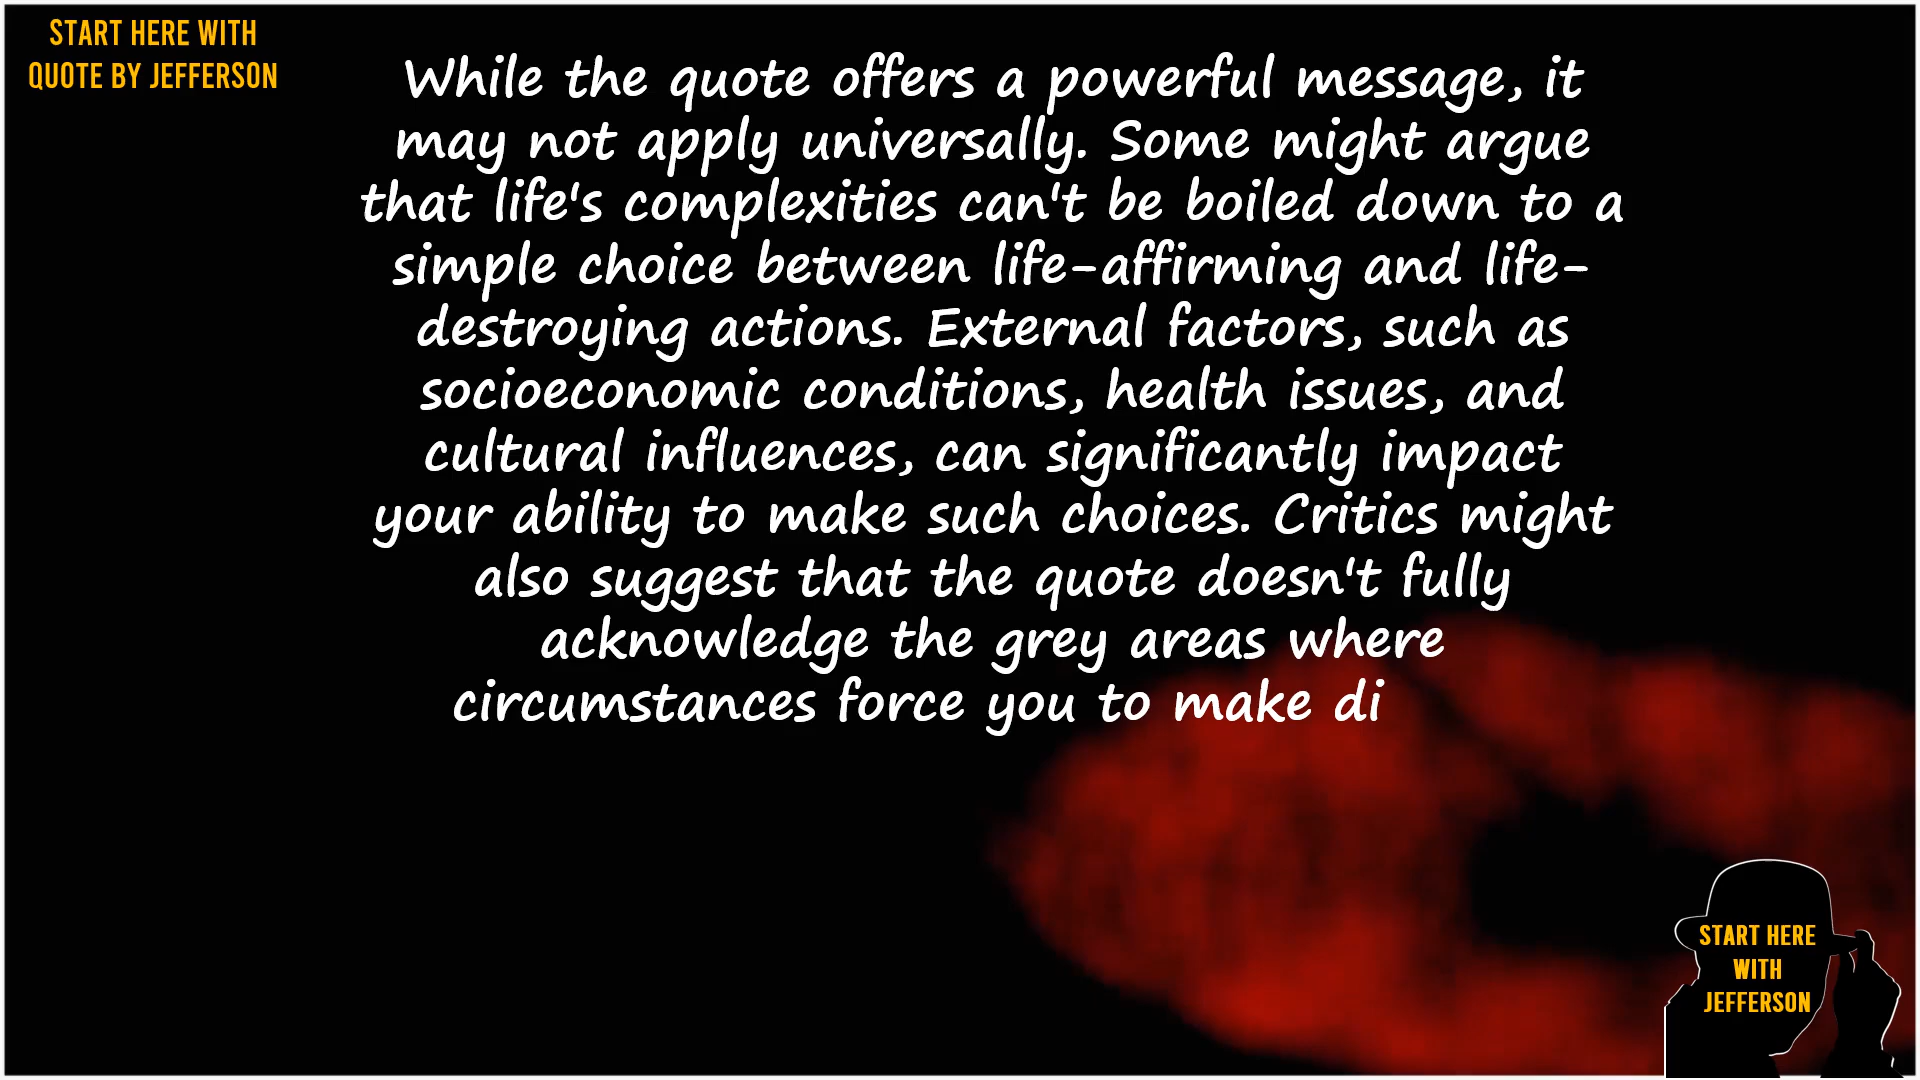 START HERE WITH
QUOTE BY JEFFERSON
While the quote offers a powerful message, it
may not apply universally. Some might argue
that life's complexities can't be boiled down to a
simple choice between life-affirming and life-
destroying actions. External factors, such as
socioeconomic conditions, health issues, and
cultural influences, can significantly impact
your ability to make such choices. Critics might
also suggest that the quote doesn't fully
acknowledge the grey areas where
circumstances force you to make di
START HERE
WITH
JEFFERSON